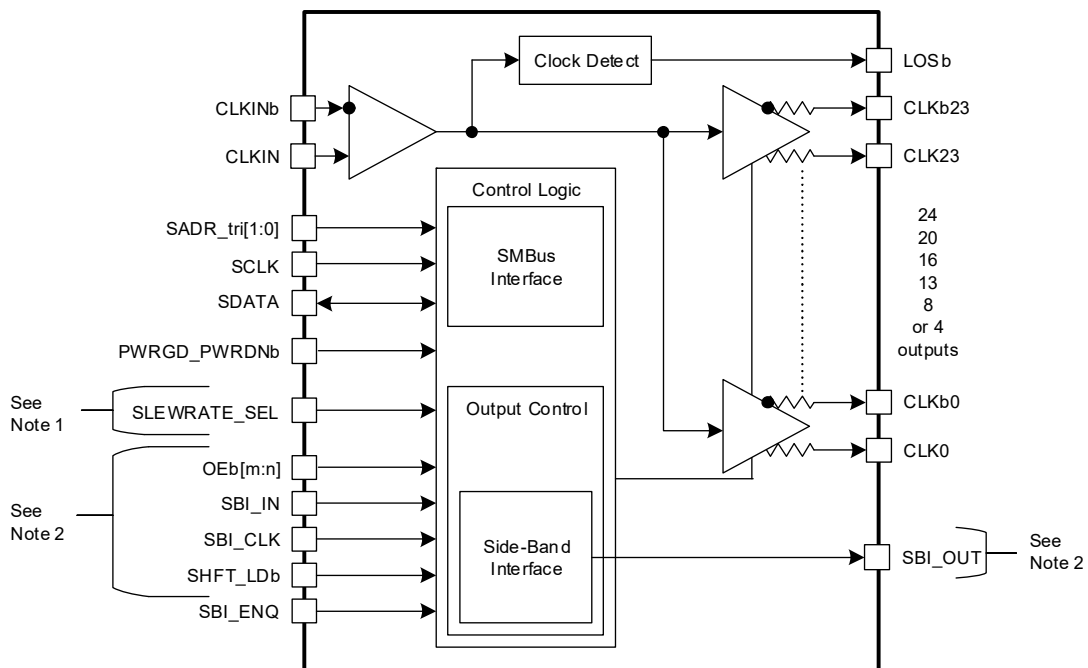 Clock Detect
LOSb
CLKINb
CLKb23
CLKIN
CLK23
Control Logic
SADR_tri[1:0]
SCLK
SDATA
SMBus
Interface
24
20
16
13
8
or 4
outputs
PWRGD_PWRDNb
See
Note 1
SLEWRATE_SEL
Output Control
CLKb0
CLK0
See
Note 2
OEb[m:n]
SBI_IN
SBI_CLK
SHFT_LDb
SBI_ENQ
Side-Band
Interface
SBI_OUT
See
Note 2